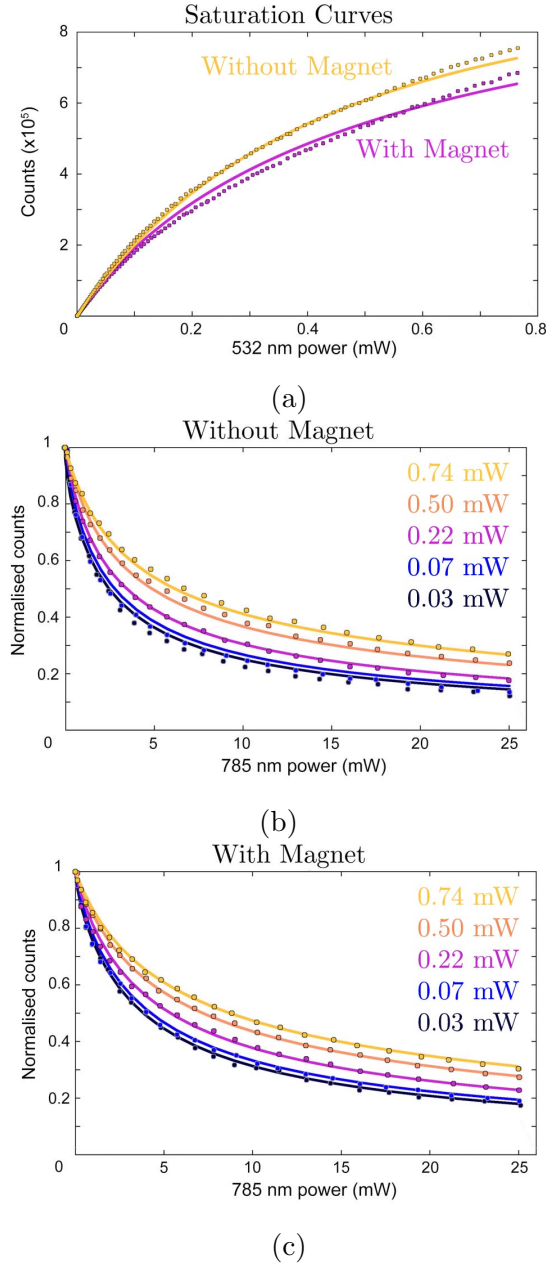 Saturation Curves
8
Without Magnet
6
With Magnet
4
2
0
0.2
0.4
0.6
0.8
Counts (x10⁵)
532 nm power (mW)
(a)
Without Magnet
1
0.74 mW
0.8
0.50 mW
0.22 mW
0.6
0.07 mW
0.03 mW
0.4
0.2
0
5
10
15
20
25
Normalised counts
785 nm power (mW)
(b)
With Magnet
1
0.74 mW
0.8
0.50 mW
0.22 mW
0.6
0.07 mW
0.03 mW
0.4
0.2
0
5
10
15
20
25
Normalised counts
785 nm power (mW)
(c)